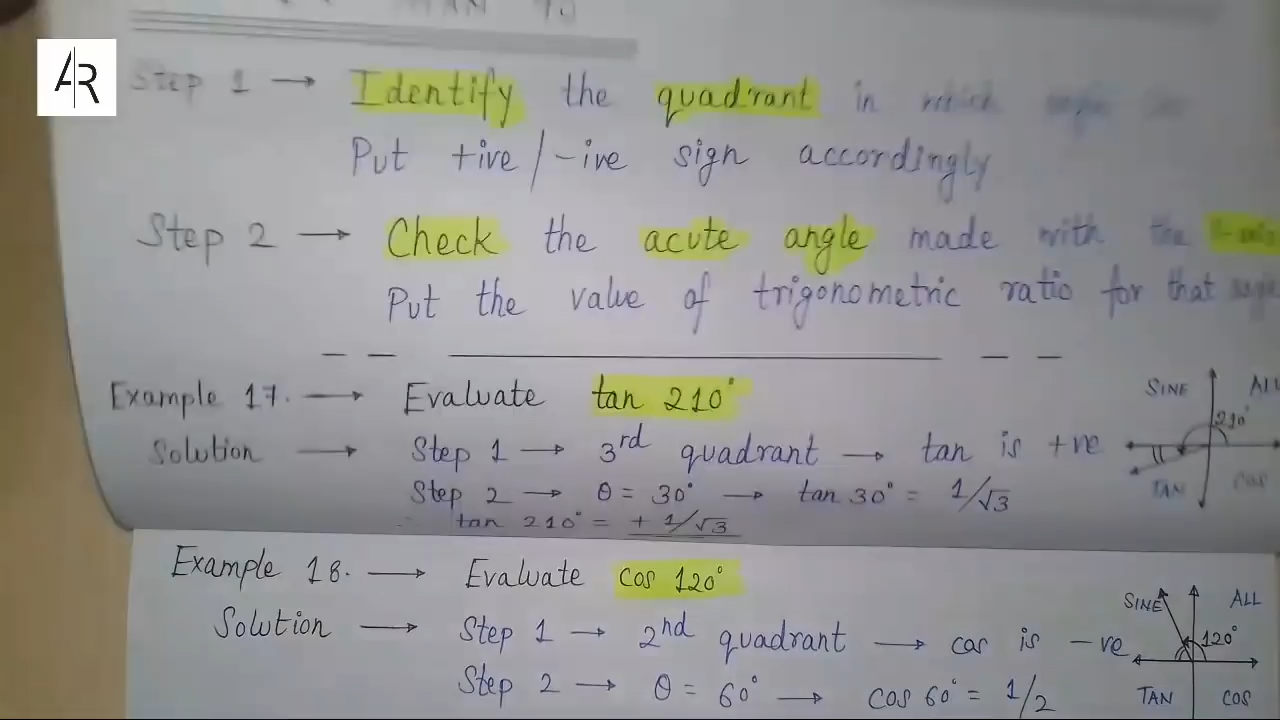 AR
Step 1 → Identify the quadrant in which
Put +ive/-ive sign accordingly
Step 2 → Check the acute angle made with the
Put the value of trigonometric ratio for that
Example 17. → Evaluate tan 210°
Solution → Step 1 → 3rd quadrant → tan is +ve
Step 2 → θ = 30° → tan 30° = 1/√3
∴ tan 210° = + 1/√3
SINE ALL
210°
TAN COS
Example 18. → Evaluate cos 120°
Solution → Step 1 → 2nd quadrant → cos is -ve
Step 2 → θ = 60° → cos 60° = 1/2
SINE ALL
120°
TAN COS